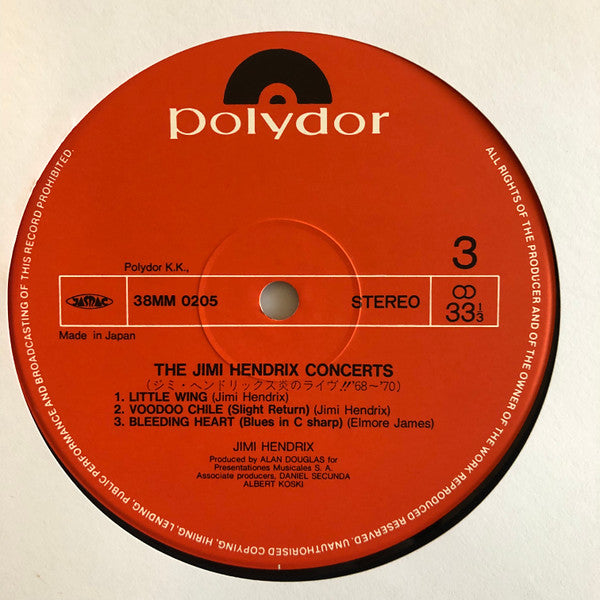 polydor
3
Polydor K.K.,
JASRAC
38MM 0205
STEREO
33 1/3
Made in Japan
THE JIMI HENDRIX CONCERTS
(ジミ・ヘンドリックス炎のライヴ!!'68～'70)
1. LITTLE WING (Jimi Hendrix)
2. VOODOO CHILE (Slight Return) (Jimi Hendrix)
3. BLEEDING HEART (Blues in C sharp) (Elmore James)
JIMI HENDRIX
Produced by ALAN DOUGLAS for
Presentationes Musicales S. A.
Associate producers, DANIEL SECUNDA
ALBERT KOSKI
ALL RIGHTS OF THE PRODUCER AND OF THE OWNER OF THE WORK REPRODUCED RESERVED. UNAUTHORISED COPYING, HIRING, LENDING, PUBLIC PERFORMANCE AND BROADCASTING OF THIS RECORD PROHIBITED.